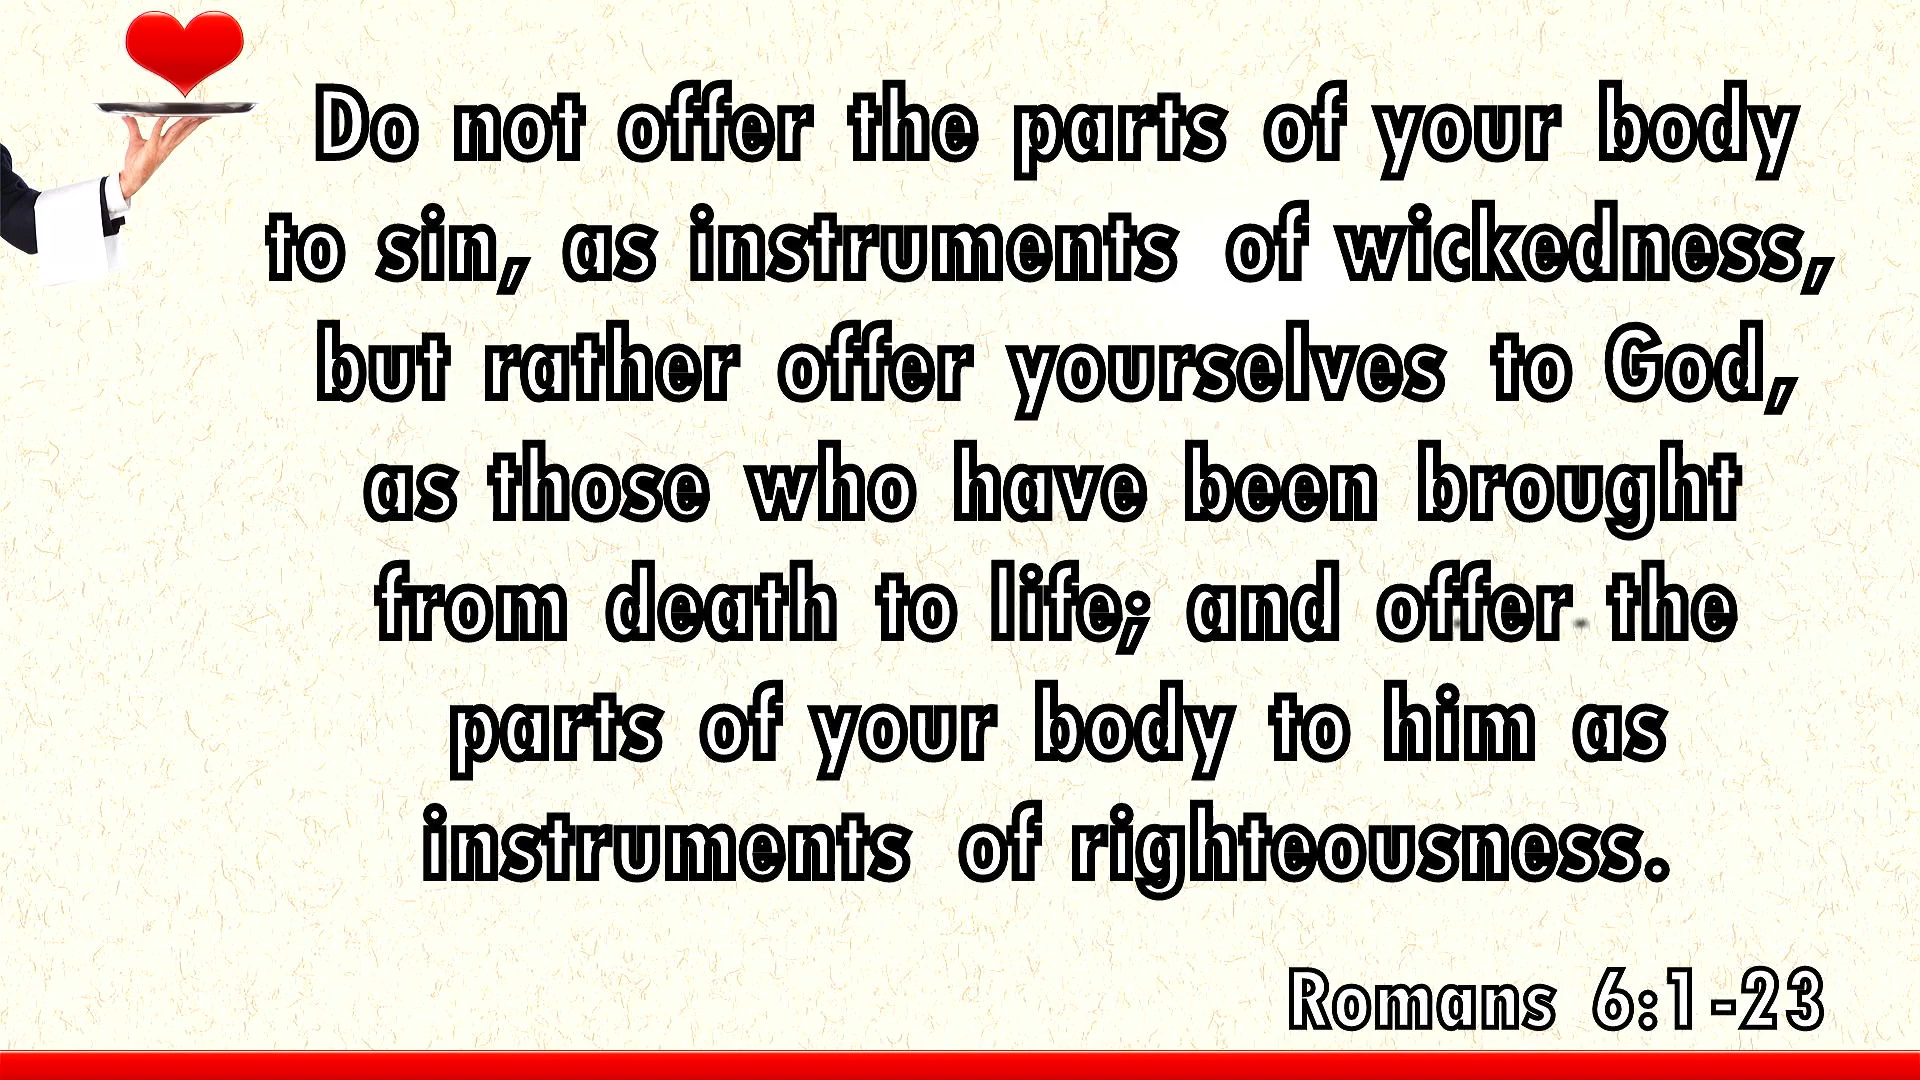 Do not offer the parts of your body
to sin, as instruments of wickedness,
but rather offer yourselves to God,
as those who have been brought
from death to life; and offer the
parts of your body to him as
instruments of righteousness.
Romans 6:1-23